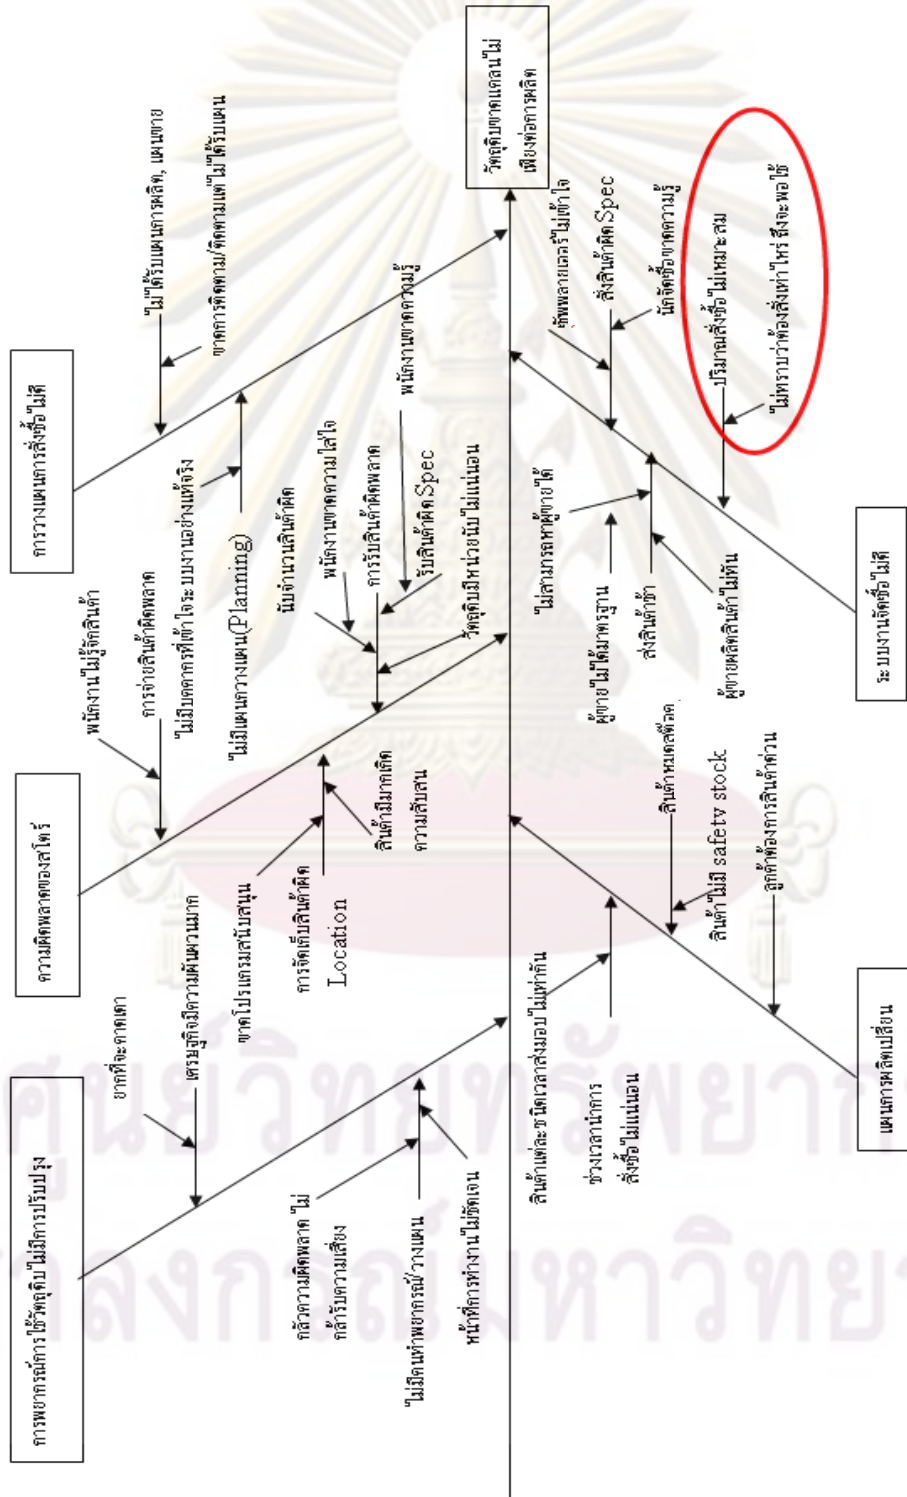 การพยากรณ์การใช้วัตถุดิบไม่มีการปรับปรุง
ยากที่จะคาดเดา
เศรษฐกิจมีความผันผวนมาก
กลัวความผิดพลาด ไม่
กล้ารับความเสี่ยง
ไม่มีคนทำพยากรณ์/วางแผน
หน้าที่การทำงานไม่ชัดเจน
ความผิดพลาดของสโตร์
พนักงานไม่รู้จักสินค้า
การจ่ายสินค้าผิดพลาด
ขาดโปรแกรมสนับสนุน
การจัดเก็บสินค้าผิด
Location
สินค้ามีมากเกิด
ความสับสน
นับจำนวนสินค้าผิด
พนักงานขาดความใส่ใจ
การรับสินค้าผิดพลาด
พนักงานขาดความรู้
รับสินค้าผิด Spec
วัตถุดิบมีหน่วยนับไม่แน่นอน
การวางแผนการสั่งซื้อไม่ดี
ไม่ได้รับแผนการผลิต, แผนขาย
ขาดการติดตาม/ติดตามแต่ไม่ได้รับแผน
ไม่มีบุคคากรที่เข้าใจระบบงานอย่างแท้จริง
ไม่มีแผนกวางแผน(Planning)
วัตถุดิบขาดแคลนไม่
เพียงต่อการผลิต
สินค้าแต่ละชนิดเวลาส่งมอบไม่เท่ากัน
ช่วงเวลานำการ
สั่งซื้อไม่แน่นอน
สินค้าหมดสต๊อค
สินค้าไม่มี safety stock
ลูกค้าต้องการสินค้าด่วน
แผนการผลิตเปลี่ยน
ไม่สามารถหาผู้ขายได้
ผู้ขายไม่ได้มาตรฐาน
ส่งสินค้าช้า
ผู้ขายผลิตสินค้าไม่ทัน
ซัพพลายเออร์ไม่เข้าใจ
สั่งสินค้าผิด Spec
นักจัดซื้อขาดความรู้
ปริมาณสั่งซื้อไม่เหมาะสม
ไม่ทราบว่าต้องสั่งเท่าไหร่ ถึงจะพอใช้
ระบบงานจัดซื้อไม่ดี